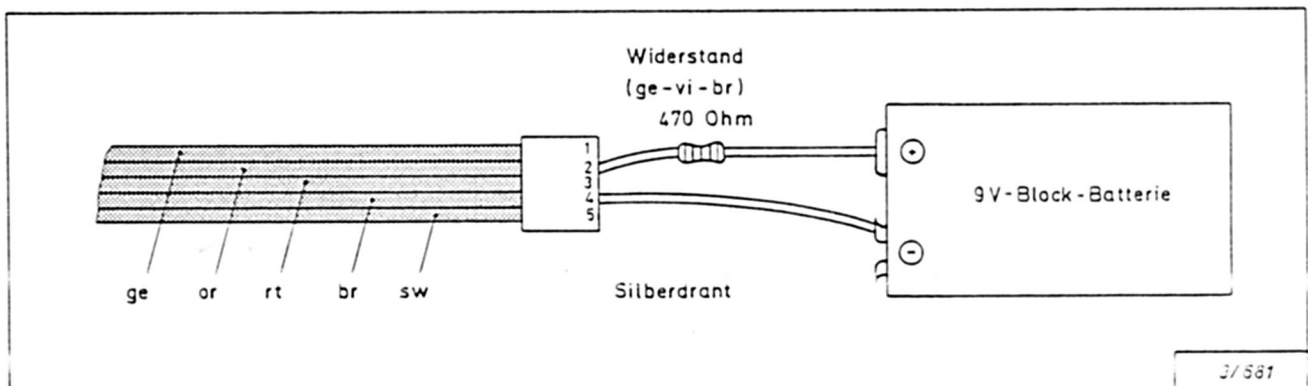 Widerstand
(ge-vi-br)
470 Ohm
1
2
3
4
5
9V-Block-Batterie
ge or rt br sw
Silberdrant
3/681